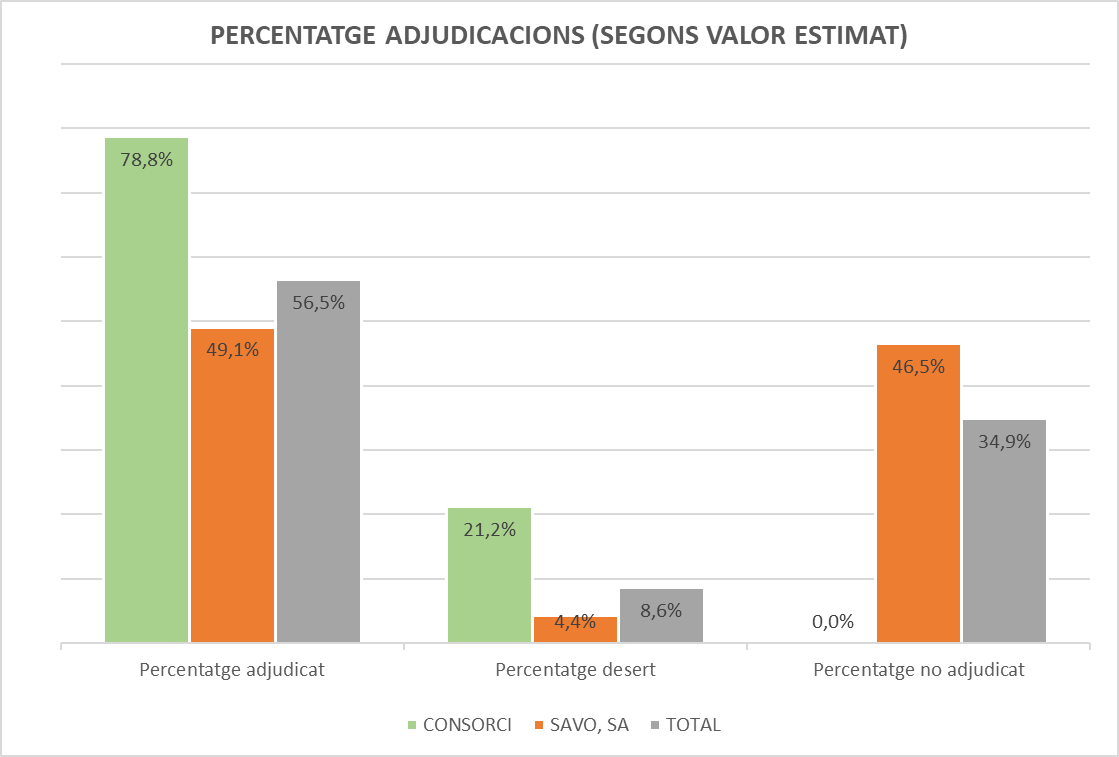 PERCENTATGE ADJUDICACIONS (SEGONS VALOR ESTIMAT)
78,8%
49,1%
56,5%
21,2%
4,4%
8,6%
0,0%
46,5%
34,9%
Percentatge adjudicat
Percentatge desert
Percentatge no adjudicat
CONSORCI
SAVO, SA
TOTAL